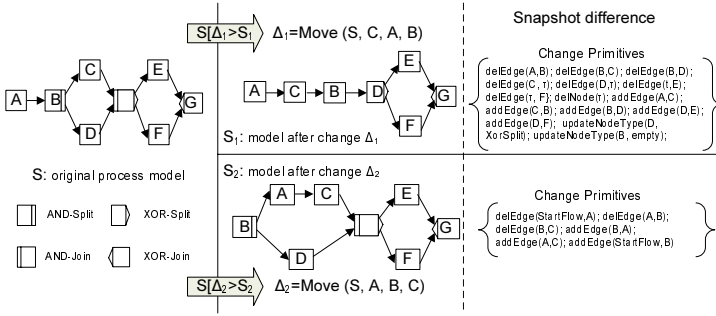 S[Δ1>S1
Δ1=Move (S, C, A, B)
Snapshot difference
A
B
C
D
E
F
G
S: original process model
AND-Split
XOR-Split
AND-Join
XOR-Join
A
C
B
D
E
F
G
S1: model after change Δ1
Change Primitives
delEdge(A,B); delEdge(B,C); delEdge(B,D);
delEdge(C, τ); delEdge(D,τ); delEdge(t,E);
delEdge(τ, F}; delNode(τ); addEdge(A,C);
addEdge(C,B); addEdge(B,D); addEdge(D,E);
addEdge(D,F); updateNodeType(D,
XorSplit); updateNodeType(B, empty);
S2: model after change Δ2
B
A
C
D
E
F
G
S[Δ2>S2
Δ2=Move (S, A, B, C)
Change Primitives
delEdge(StartFlow,A); delEdge(A,B);
delEdge(B,C); addEdge(B,A);
addEdge(A,C); addEdge(StartFlow,B)